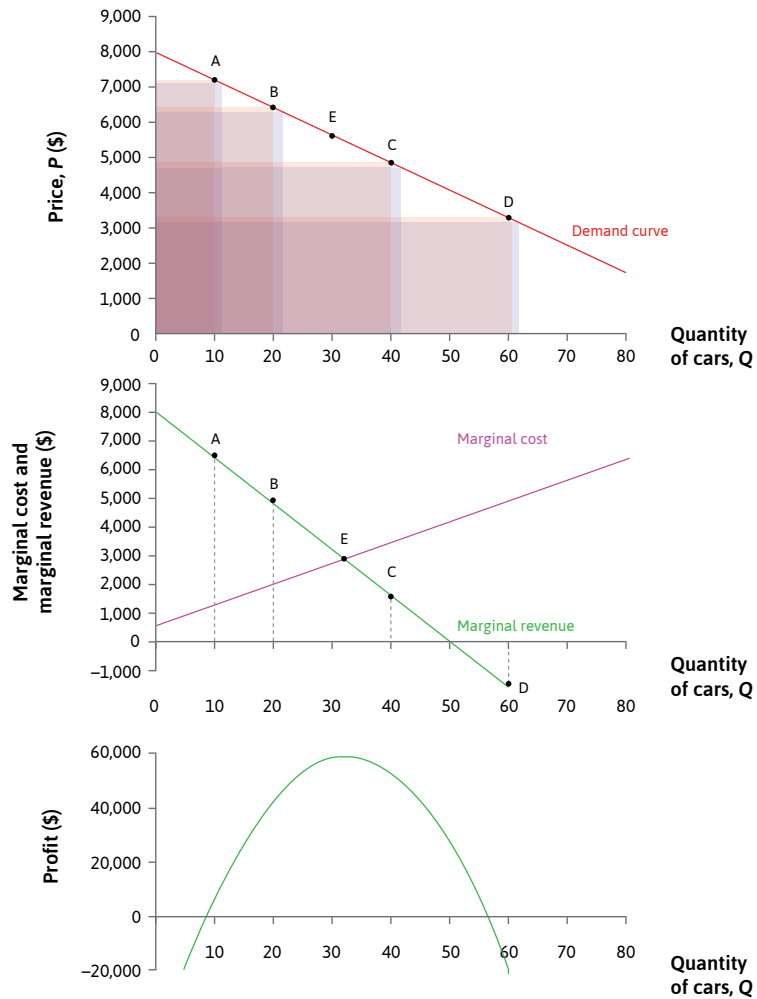 9,000
8,000
7,000
6,000
5,000
4,000
3,000
2,000
1,000
0
Price, P ($)
A
B
E
C
D
Demand curve
0 10 20 30 40 50 60 70 80
Quantity
of cars, Q
9,000
8,000
7,000
6,000
5,000
4,000
3,000
2,000
1,000
0
−1,000
Marginal cost and
marginal revenue ($)
A
B
E
C
D
Marginal cost
Marginal revenue
0 10 20 30 40 50 60 70 80
Quantity
of cars, Q
60,000
40,000
20,000
0
−20,000
Profit ($)
10 20 30 40 50 60 70 80
Quantity
of cars, Q